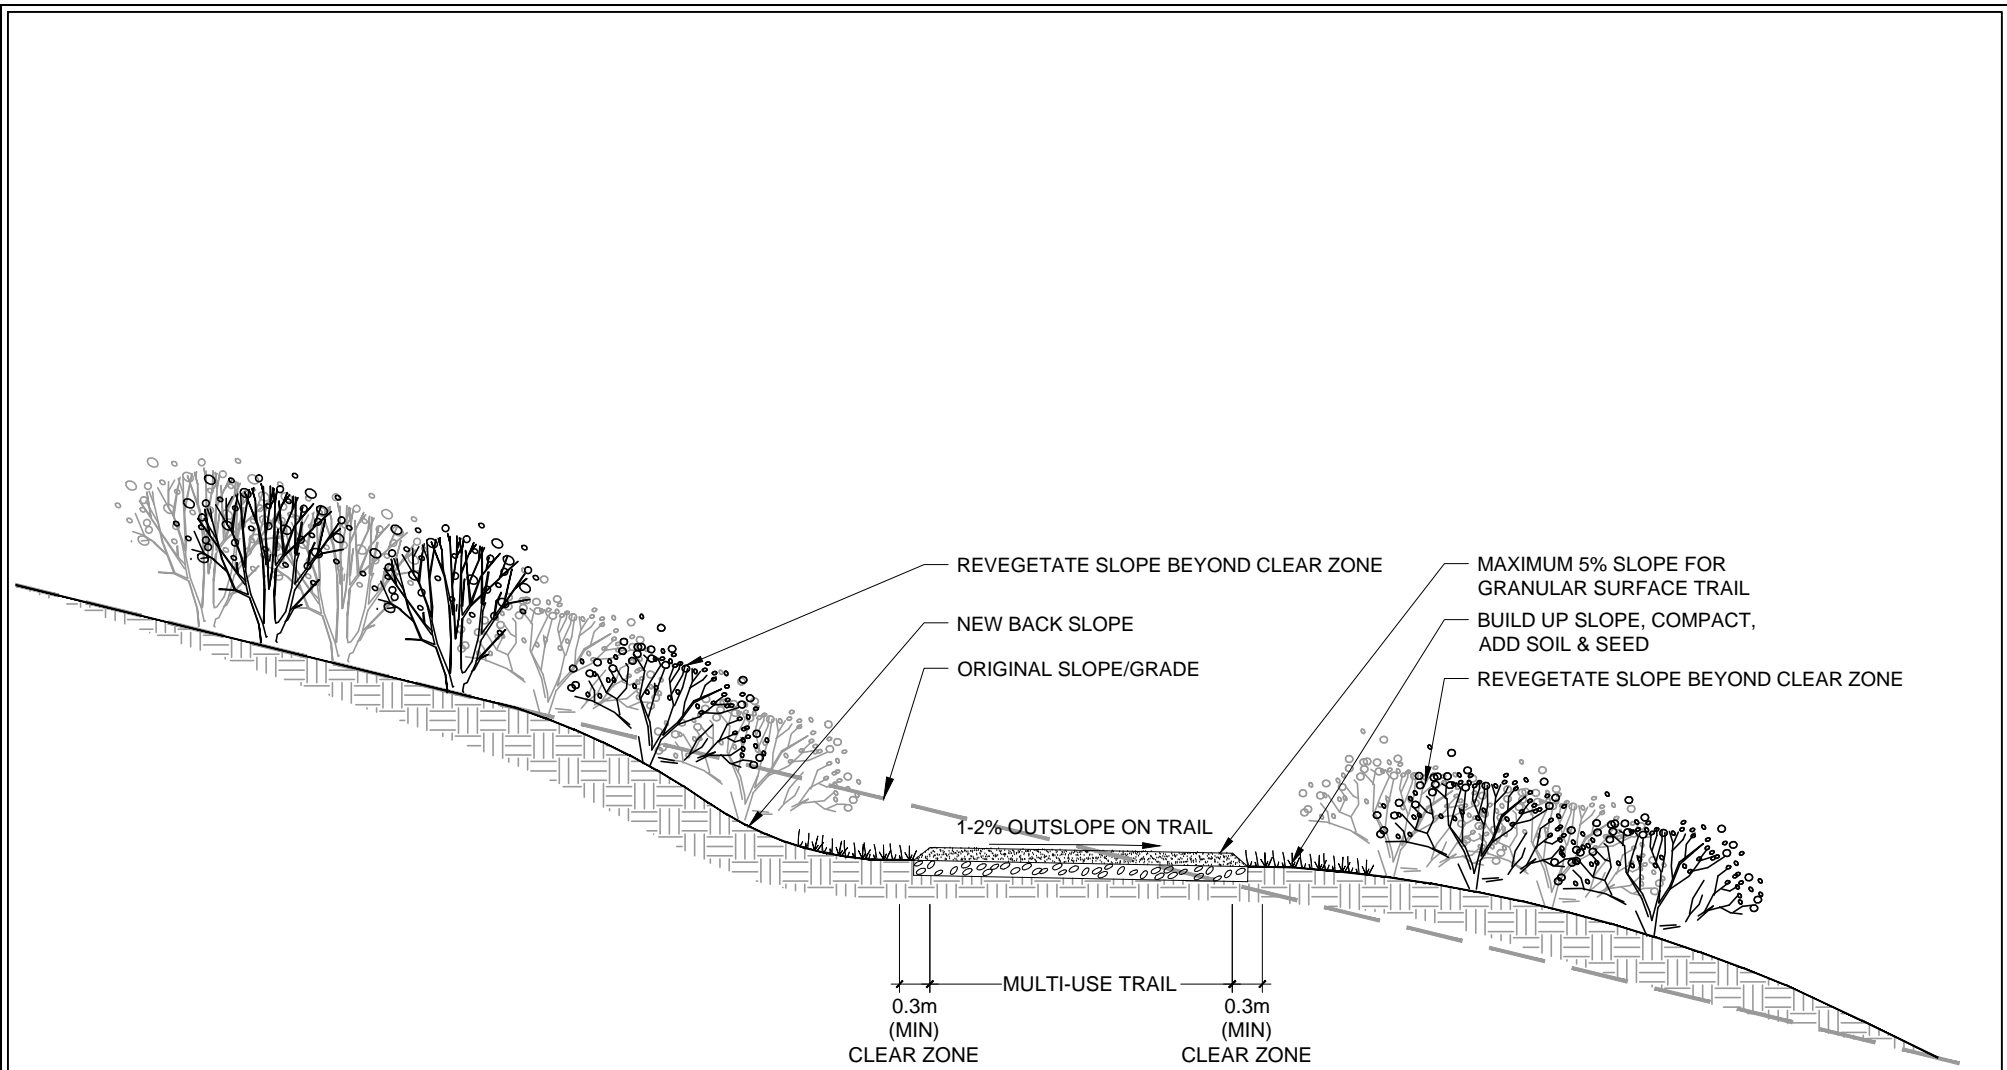 REVEGETATE SLOPE BEYOND CLEAR ZONE
NEW BACK SLOPE
ORIGINAL SLOPE/GRADE
MAXIMUM 5% SLOPE FOR
GRANULAR SURFACE TRAIL
BUILD UP SLOPE, COMPACT,
ADD SOIL & SEED
REVEGETATE SLOPE BEYOND CLEAR ZONE
1-2% OUTSLOPE ON TRAIL
MULTI-USE TRAIL
0.3m
(MIN)
CLEAR ZONE
0.3m
(MIN)
CLEAR ZONE